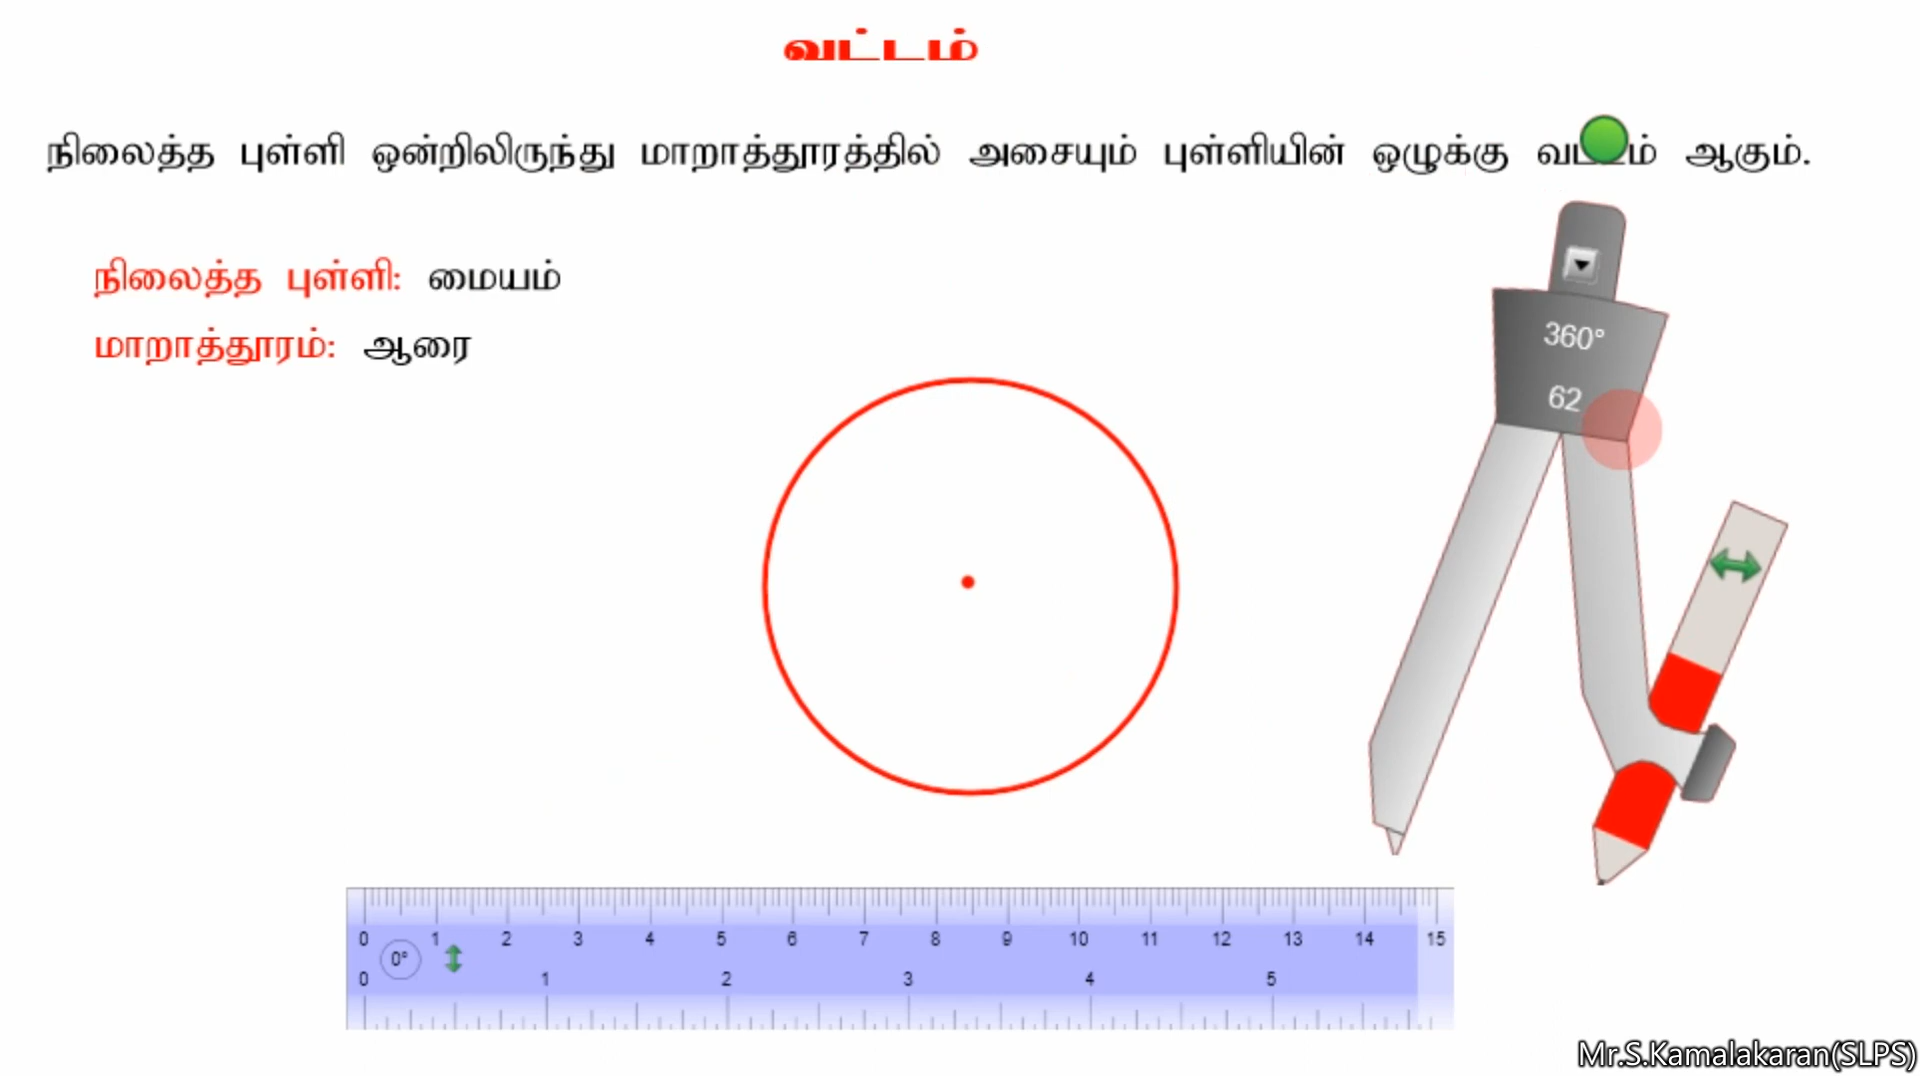 வட்டம்
நிலைத்த புள்ளி ஒன்றிலிருந்து மாறாத்தூரத்தில் அசையும் புள்ளியின் ஒழுக்கு வட்டம் ஆகும்.
நிலைத்த புள்ளி: மையம்
மாறாத்தூரம்: ஆரை
360°
62
0 1 2 3 4 5 6 7 8 9 10 11 12 13 14 15
0°
0 1 2 3 4 5
Mr.S.Kamalakaran(SLPS)